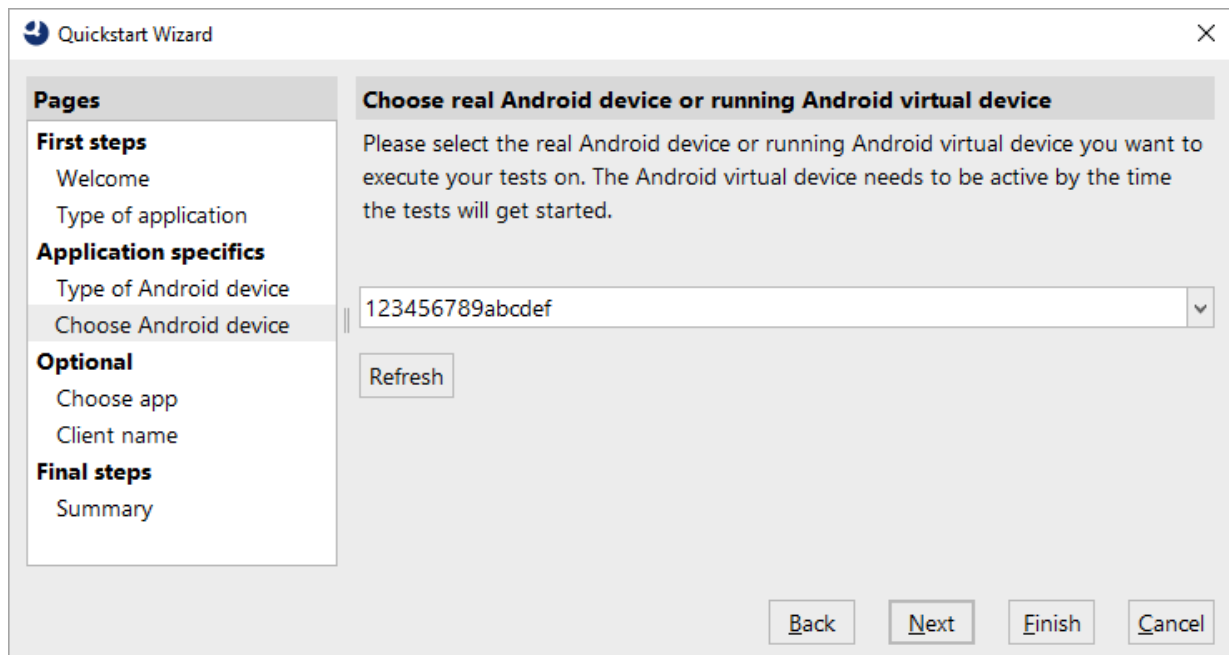 Quickstart Wizard
Pages
First steps
Welcome
Type of application
Application specifics
Type of Android device
Choose Android device
Optional
Choose app
Client name
Final steps
Summary
Choose real Android device or running Android virtual device
Please select the real Android device or running Android virtual device you want to
execute your tests on. The Android virtual device needs to be active by the time
the tests will get started.
123456789abcdef
Refresh
Back Next Finish Cancel